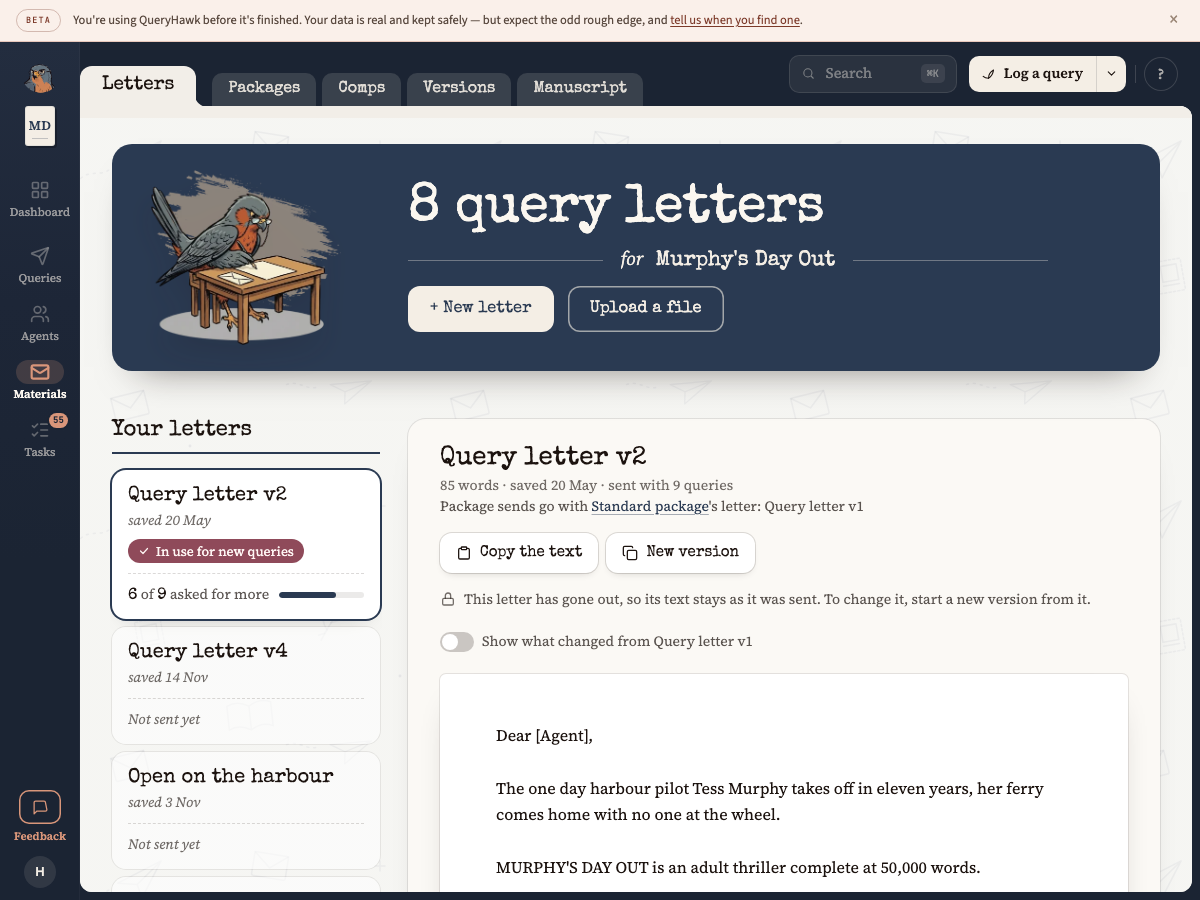 BETA You're using QueryHawk before it's finished. Your data is real and kept safely — but expect the odd rough edge, and tell us when you find one. ×
Letters Packages Comps Versions Manuscript Search ⌘K Log a query ?
MD
Dashboard
Queries
Agents
Materials
55
Tasks
Feedback
H
8 query letters
for Murphy's Day Out
+ New letter Upload a file
Your letters
Query letter v2
saved 20 May
In use for new queries
6 of 9 asked for more
Query letter v4
saved 14 Nov
Not sent yet
Open on the harbour
saved 3 Nov
Not sent yet
Query letter v2
85 words · saved 20 May · sent with 9 queries
Package sends go with Standard package's letter: Query letter v1
Copy the text New version
This letter has gone out, so its text stays as it was sent. To change it, start a new version from it.
Show what changed from Query letter v1
Dear [Agent],
The one day harbour pilot Tess Murphy takes off in eleven years, her ferry
comes home with no one at the wheel.
MURPHY'S DAY OUT is an adult thriller complete at 50,000 words.